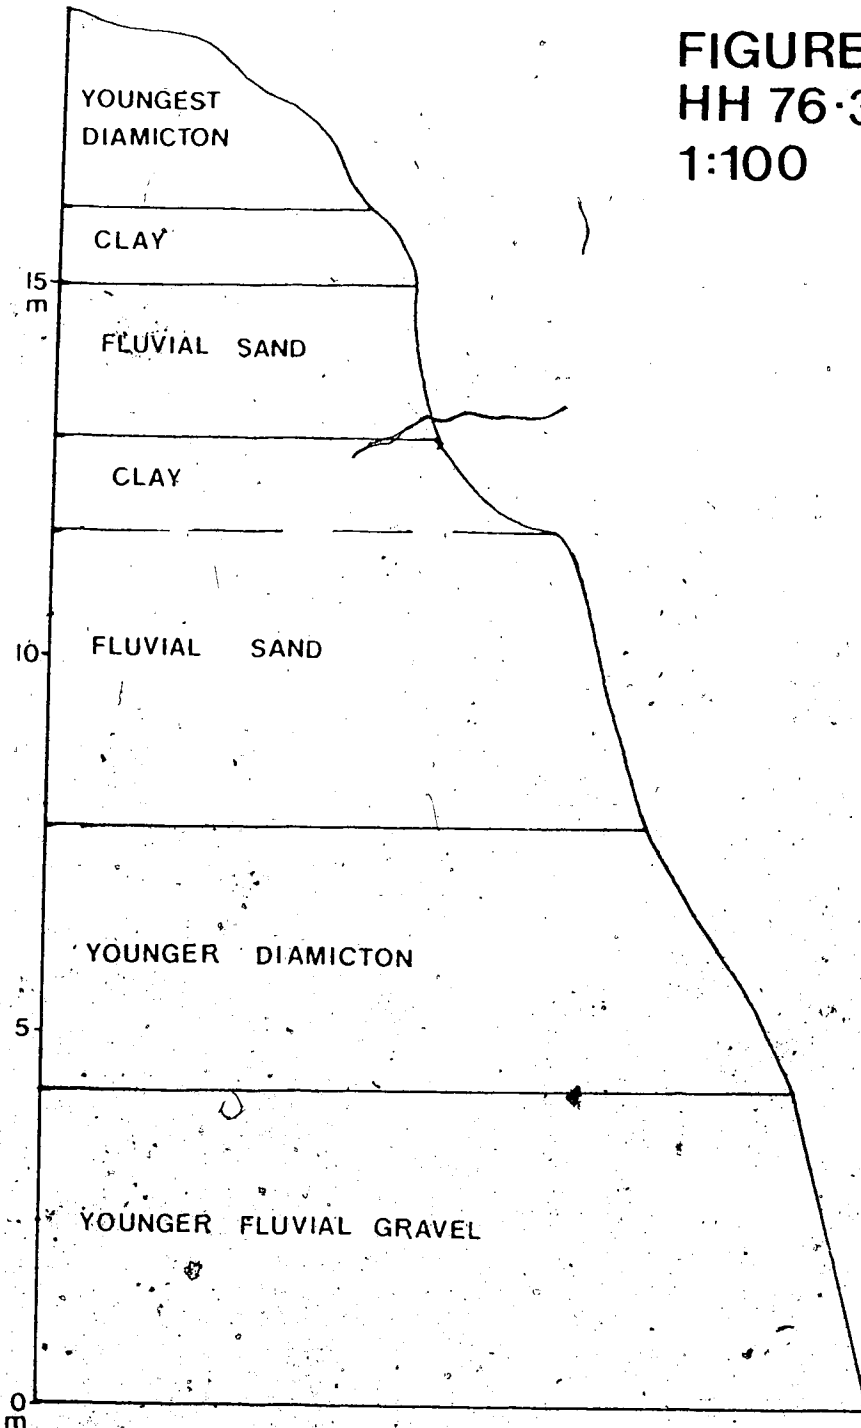 FIGURE
HH 76·3
1:100
YOUNGEST
DIAMICTON
CLAY
15
m
FLUVIAL SAND
CLAY
10
FLUVIAL SAND
YOUNGER DIAMICTON
5
YOUNGER FLUVIAL GRAVEL
0
m